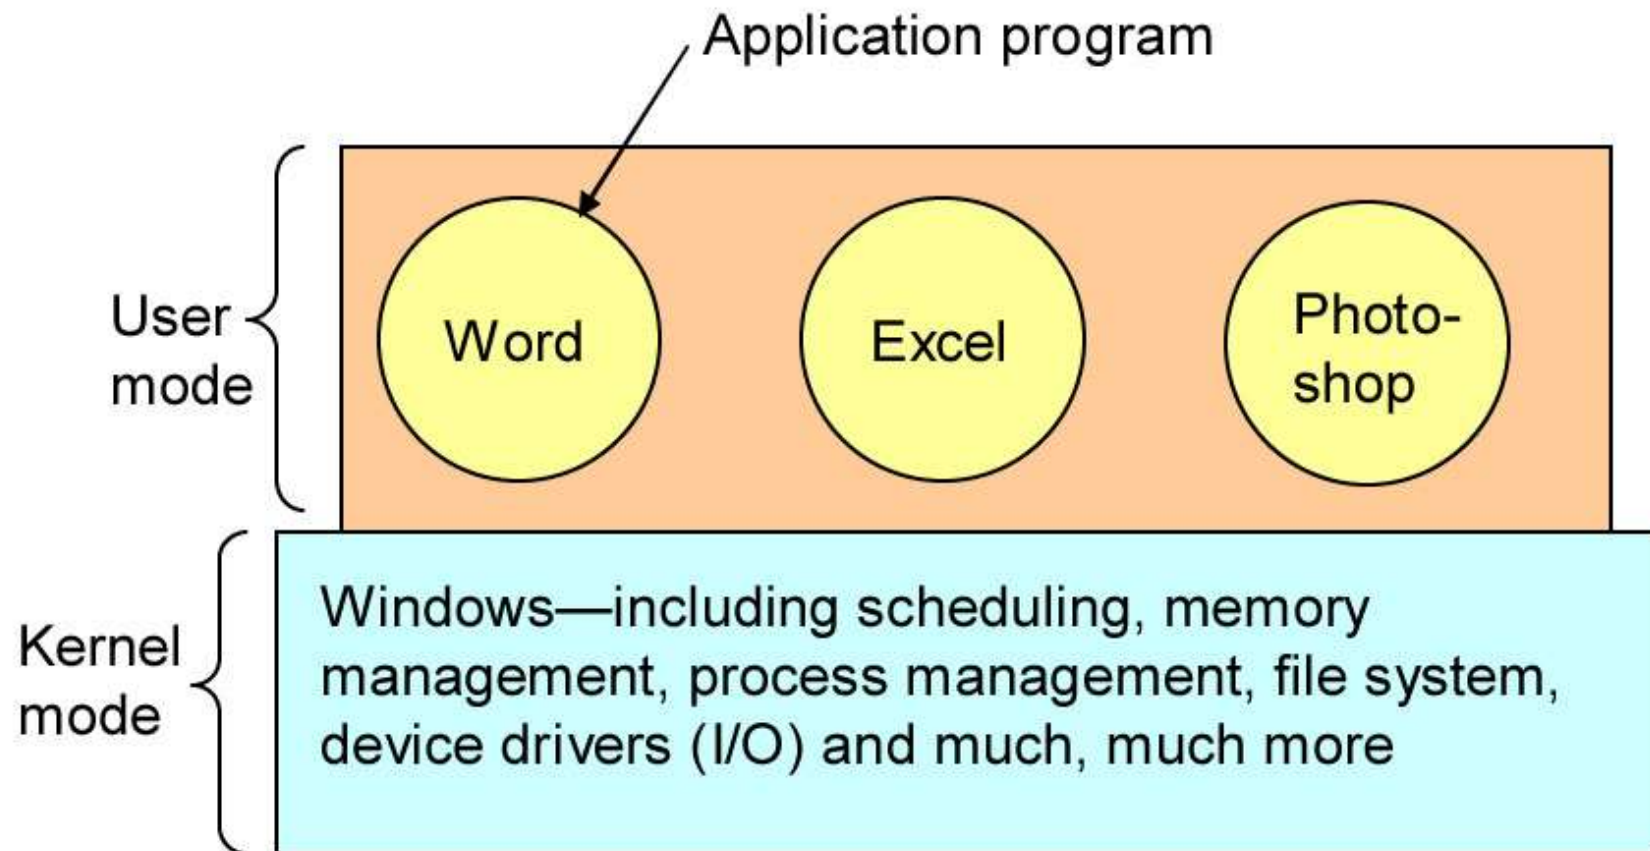 Application program
User
mode
Word
Excel
Photo-
shop
Kernel
mode
Windows—including scheduling, memory
management, process management, file system,
device drivers (I/O) and much, much more